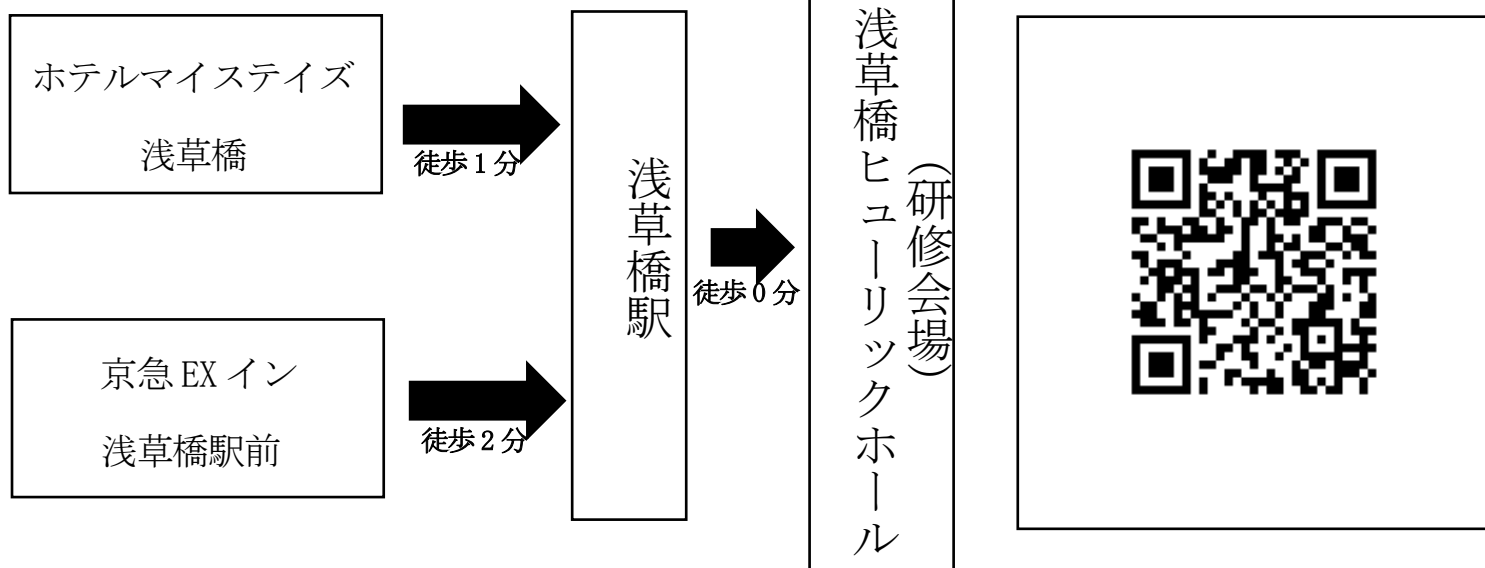 ホテルマイステイズ
浅草橋
徒歩1分
京急EXイン
浅草橋駅前
徒歩2分
浅草橋駅
徒歩0分
浅草橋ヒューリックホール
(研修会場)